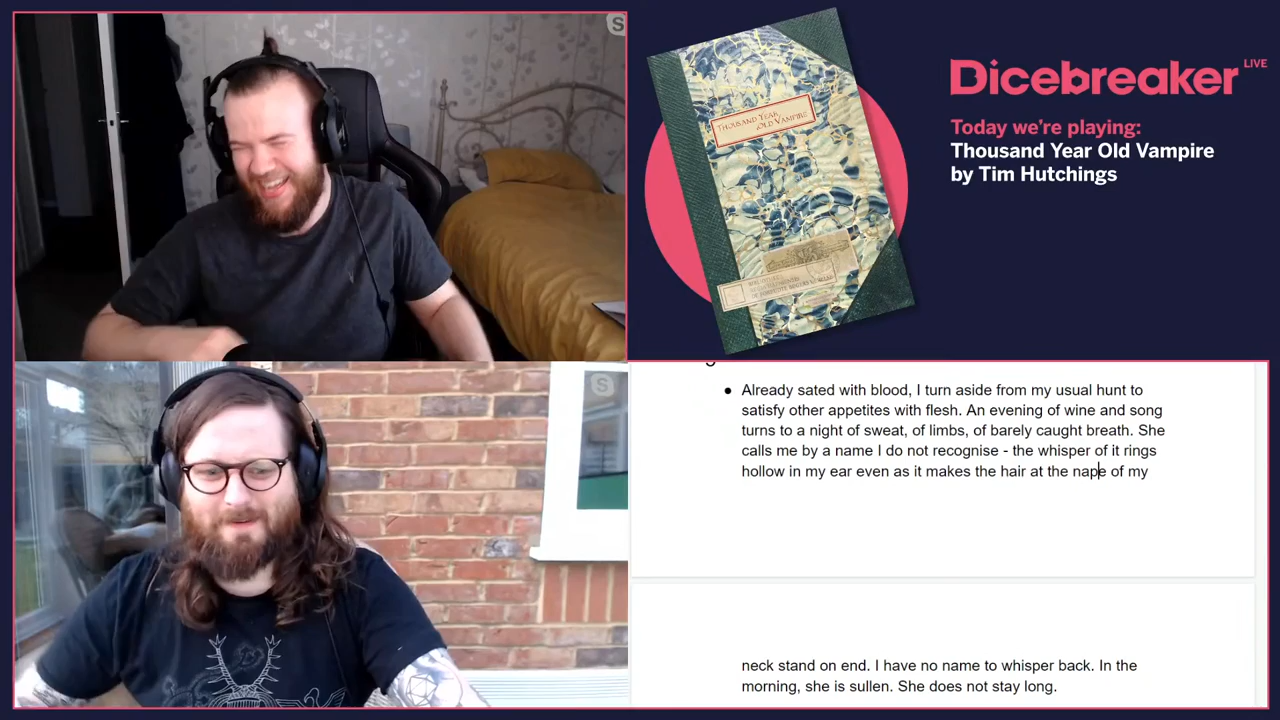 Dicebreaker LIVE
Today we're playing:
Thousand Year Old Vampire
by Tim Hutchings
THOUSAND YEAR
OLD VAMPIRE
Already sated with blood, I turn aside from my usual hunt to
satisfy other appetites with flesh. An evening of wine and song
turns to a night of sweat, of limbs, of barely caught breath. She
calls me by a name I do not recognise - the whisper of it rings
hollow in my ear even as it makes the hair at the nape of my
neck stand on end. I have no name to whisper back. In the
morning, she is sullen. She does not stay long.
S
S